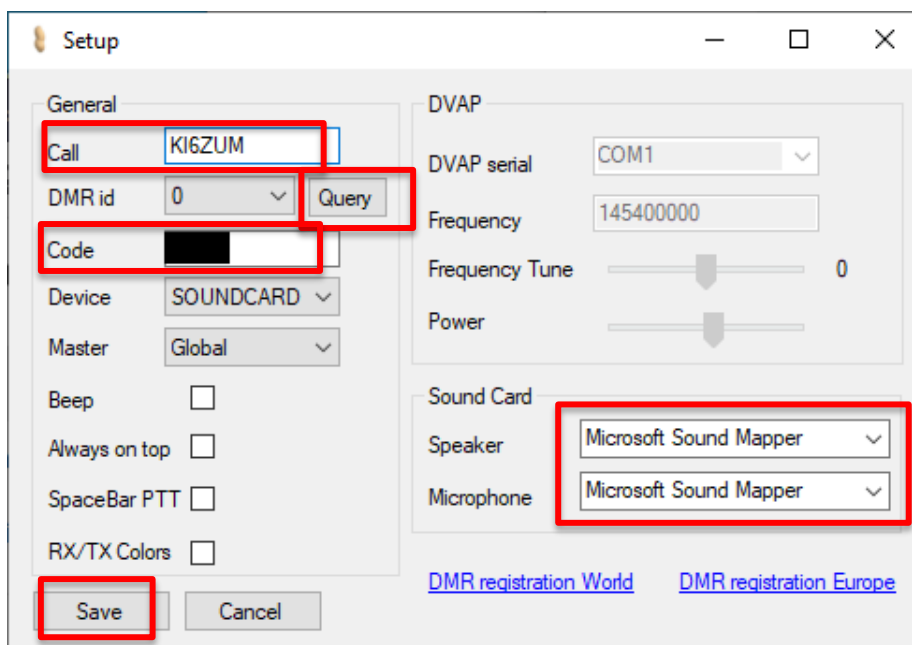 Setup
General
Call KI6ZUM
DMR id 0 Query
Code
Device SOUNDCARD
Master Global
Beep
Always on top
SpaceBar PTT
RX/TX Colors
Save Cancel
DVAP
DVAP serial COM1
Frequency 145400000
Frequency Tune 0
Power
Sound Card
Speaker Microsoft Sound Mapper
Microphone Microsoft Sound Mapper
DMR registration World DMR registration Europe